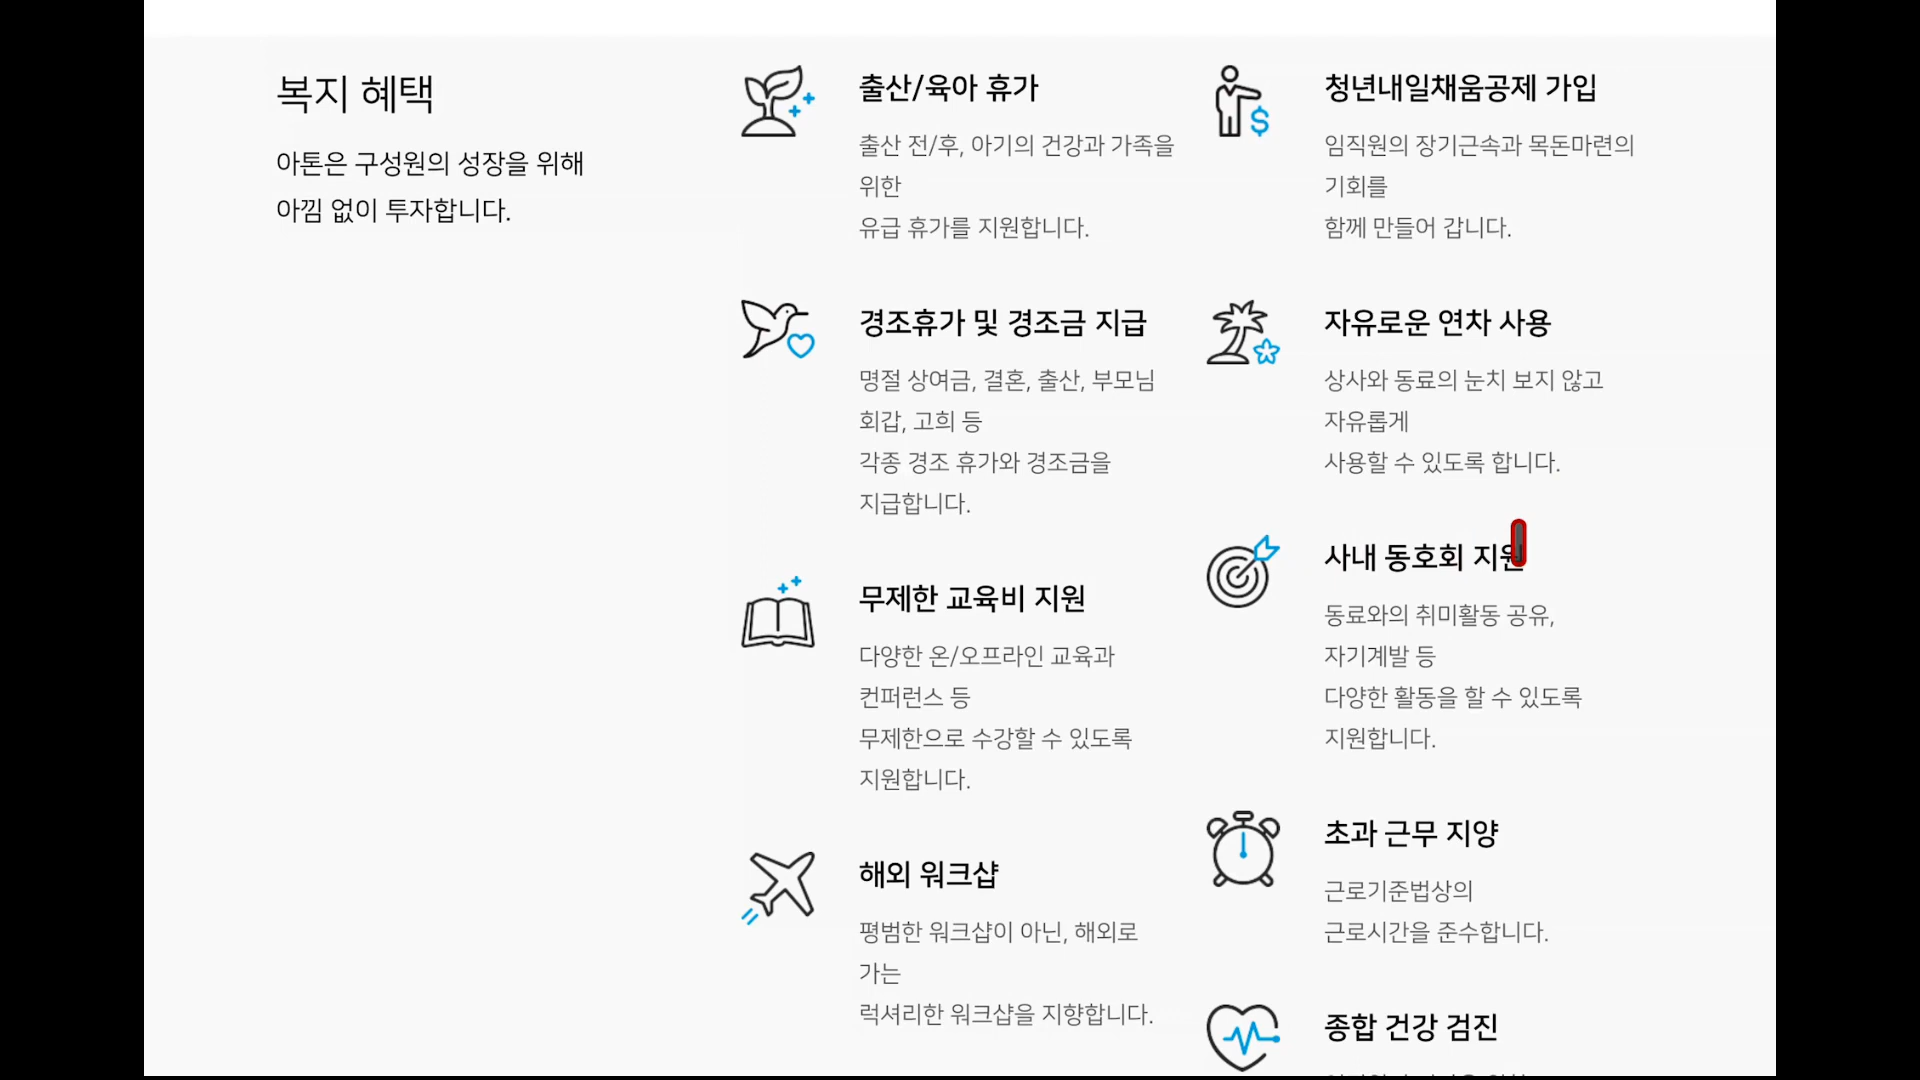 복지 혜택
아톤은 구성원의 성장을 위해
아낌 없이 투자합니다.
출산/육아 휴가
출산 전/후, 아기의 건강과 가족을
위한
유급 휴가를 지원합니다.
경조휴가 및 경조금 지급
명절 상여금, 결혼, 출산, 부모님
회갑, 고희 등
각종 경조 휴가와 경조금을
지급합니다.
무제한 교육비 지원
다양한 온/오프라인 교육과
컨퍼런스 등
무제한으로 수강할 수 있도록
지원합니다.
해외 워크샵
평범한 워크샵이 아닌, 해외로
가는
럭셔리한 워크샵을 지향합니다.
청년내일채움공제 가입
임직원의 장기근속과 목돈마련의
기회를
함께 만들어 갑니다.
자유로운 연차 사용
상사와 동료의 눈치 보지 않고
자유롭게
사용할 수 있도록 합니다.
사내 동호회 지원
동료와의 취미활동 공유,
자기계발 등
다양한 활동을 할 수 있도록
지원합니다.
초과 근무 지양
근로기준법상의
근로시간을 준수합니다.
종합 건강 검진